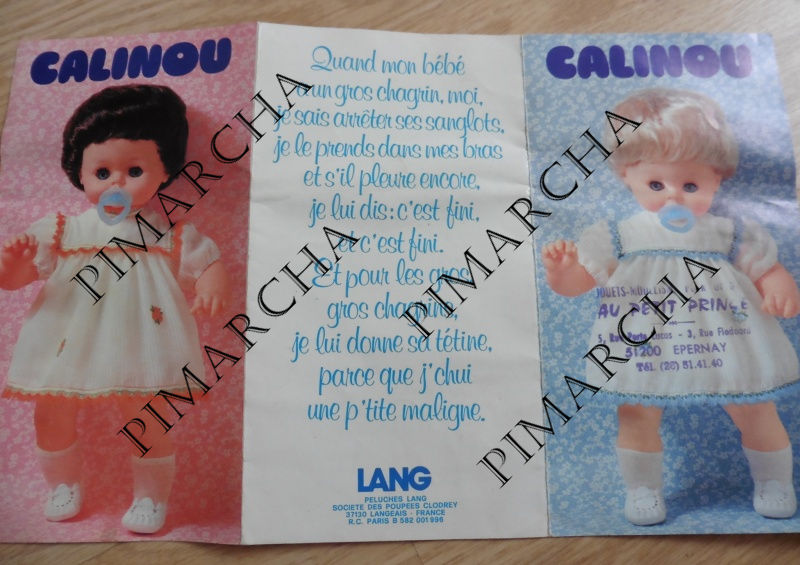 CALINOU
Quand mon bébé
a un gros chagrin, moi,
je sais arrêter ses sanglots,
je le prends dans mes bras
et s'il pleure encore,
je lui dis: c'est fini,
et c'est fini.
Et pour les gros
gros chagrins
je lui donne sa tétine,
parce que j'chui
une p'tite maligne.
LANG
PELUCHES LANG
SOCIETE DES POUPEES CLODREY
37130 LANGEAIS - FRANCE
R.C. PARIS B 582 001 996
CALINOU
AU PETIT PRINCE
5, Rue Porte Lucas - 3, Rue Flodoard
51200 EPERNAY
Tél. (26) 51.41.40
PIMARCHA
PIMARCHA
PIMARCHA
PIMARCHA